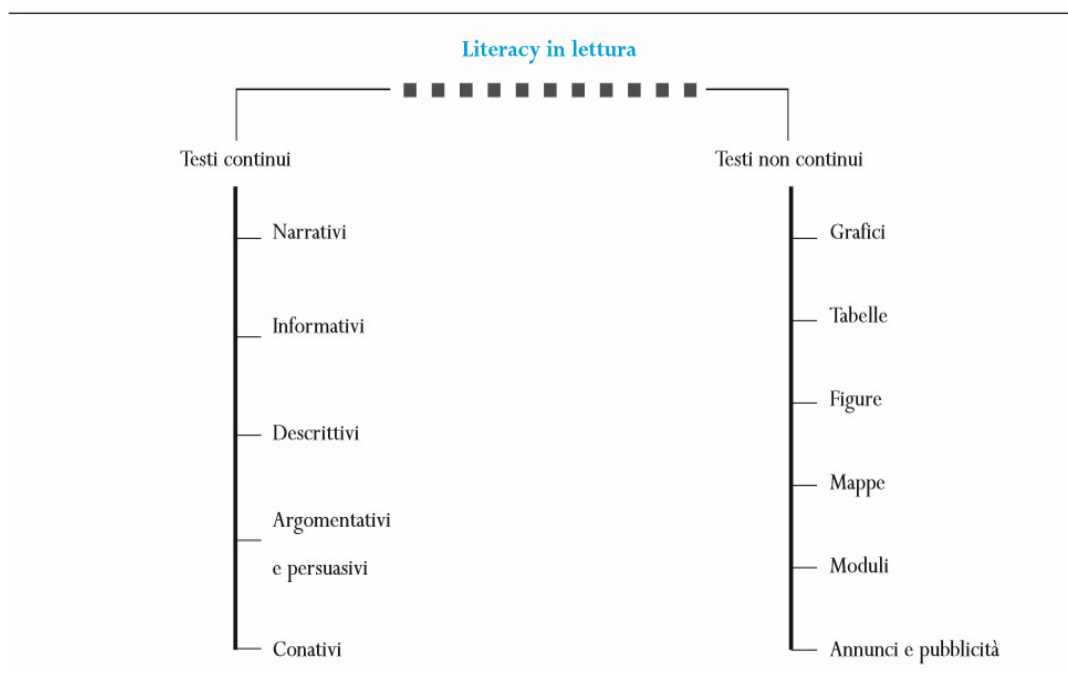 Literacy in lettura
Testi continui
Narrativi
Informativi
Descrittivi
Argomentativi
e persuasivi
Conativi
Testi non continui
Grafici
Tabelle
Figure
Mappe
Moduli
Annunci e pubblicità